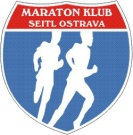 MARATON KLUB
SEITL OSTRAVA